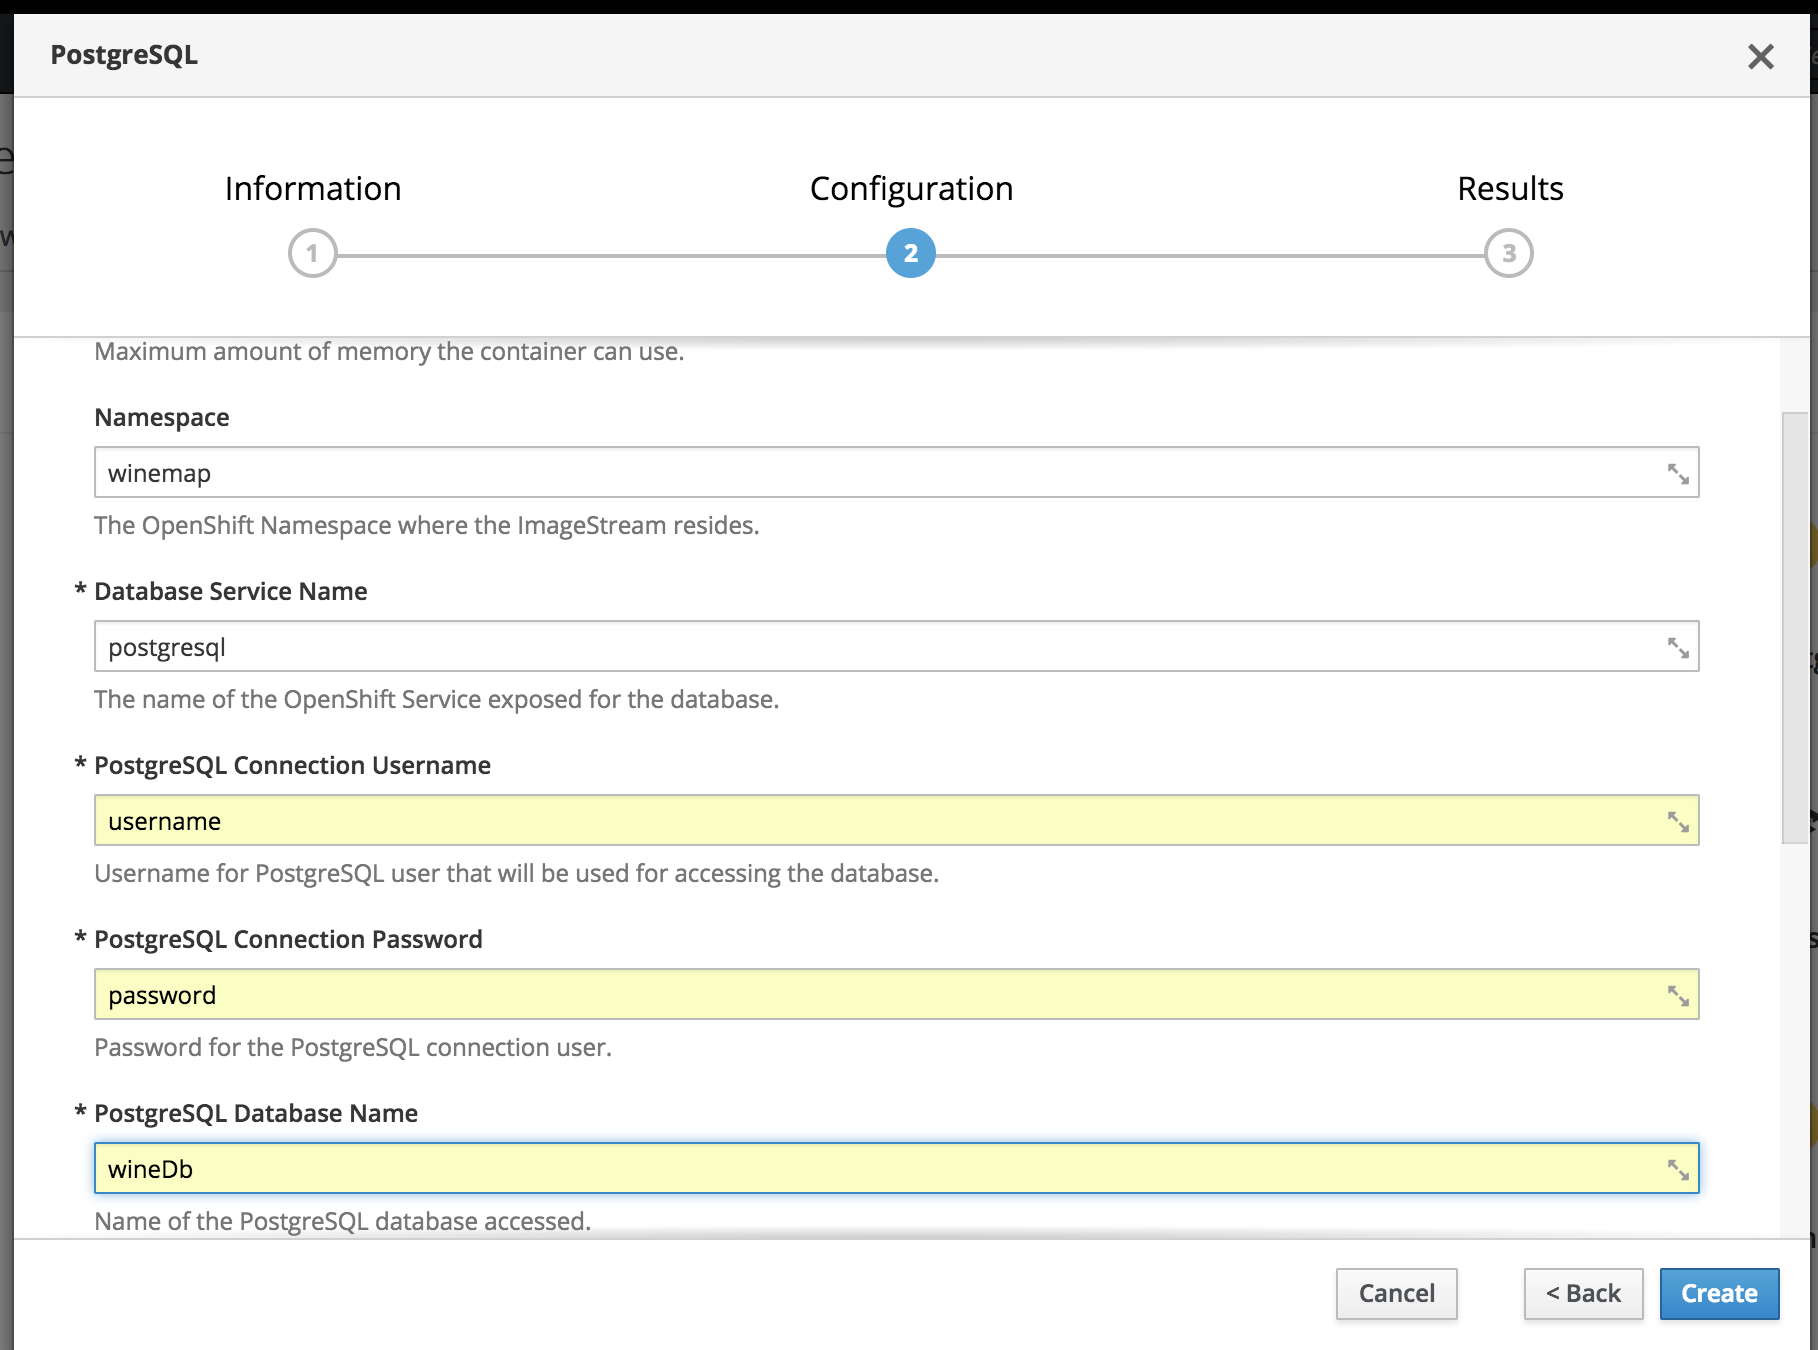 PostgreSQL
Information
Configuration
Results
1
2
3
Maximum amount of memory the container can use.
Namespace
winemap
The OpenShift Namespace where the ImageStream resides.
* Database Service Name
postgresql
The name of the OpenShift Service exposed for the database.
* PostgreSQL Connection Username
username
Username for PostgreSQL user that will be used for accessing the database.
* PostgreSQL Connection Password
password
Password for the PostgreSQL connection user.
* PostgreSQL Database Name
wineDb
Name of the PostgreSQL database accessed.
Cancel
< Back
Create